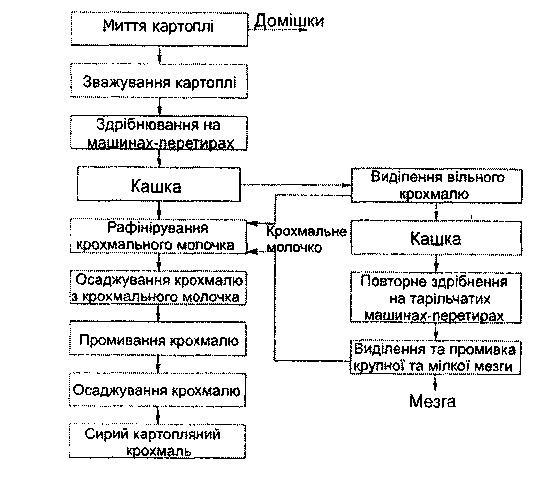 Миття картоплі
Домішки
Зважування картоплі
Здрібнювання на
машинах-перетирах
Кашка
Рафінірування
крохмального молочка
Осаджування крохмалю
з крохмального молочка
Промивання крохмалю
Осаджування крохмалю
Сирий картопляний
крохмаль
Крохмальне
молочко
Виділення вільного
крохмалю
Кашка
Повторне здрібнення
на тарільчатих
машинах-перетирах
Виділення та промивка
крупної та мілкої мезги
Мезга